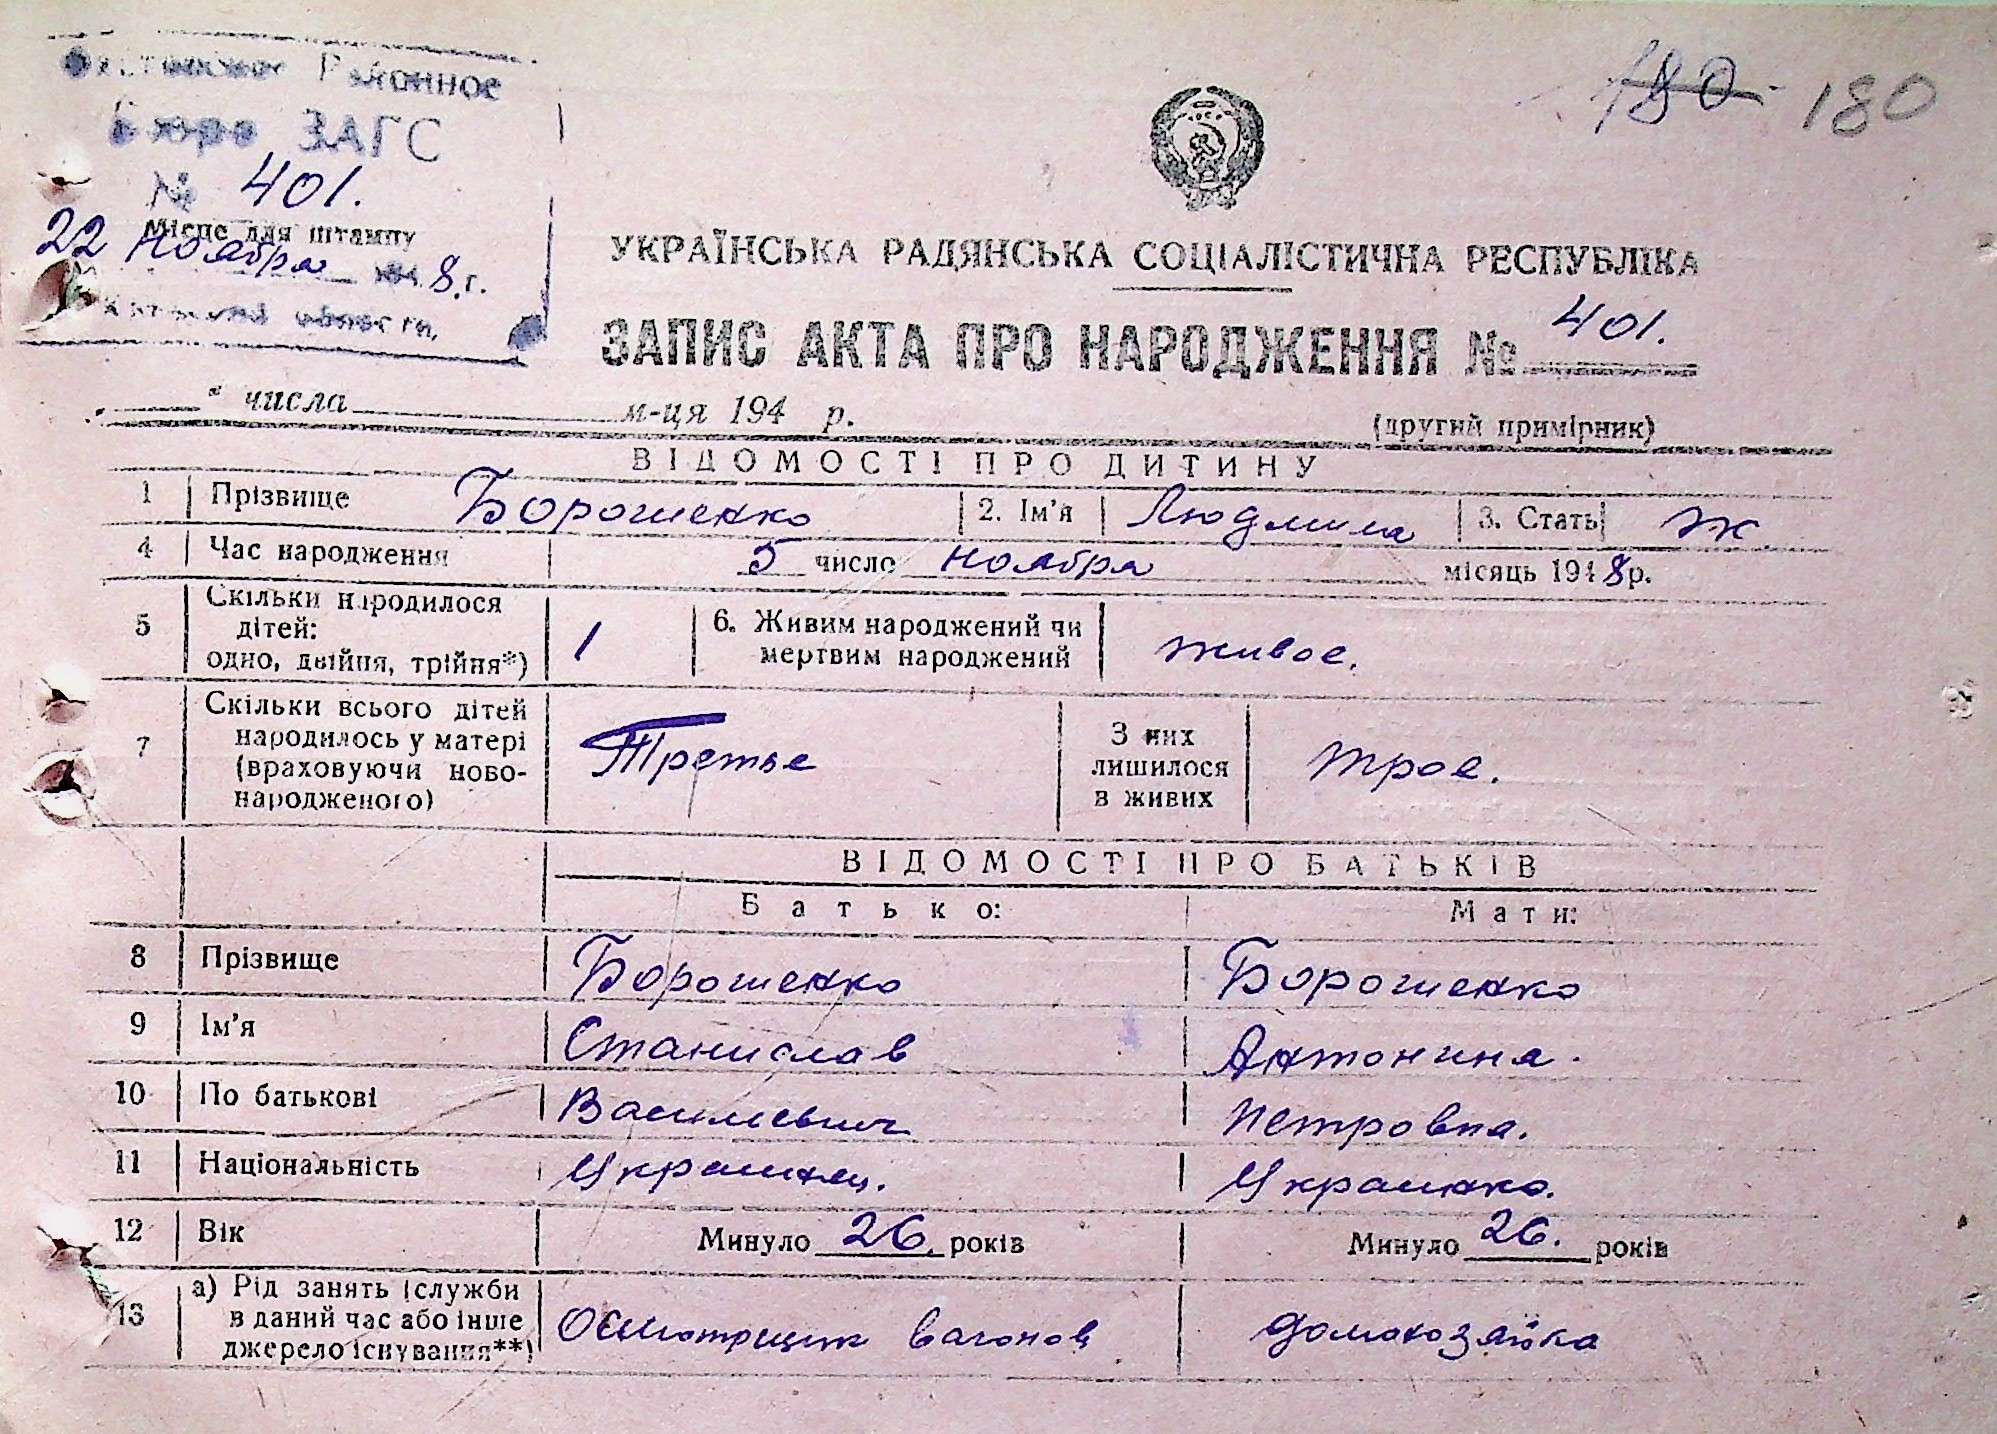 Районное
Бюро ЗАГС
№ 401.
Місце для штампу
22 ноября 1948.г.
области.
180 180
УКРАЇНСЬКА РАДЯНСЬКА СОЦІАЛІСТИЧНА РЕСПУБЛІКА
ЗАПИС АКТА ПРО НАРОДЖЕННЯ № 401.
" числа м-ця 194 р.
(другий примірник)
ВІДОМОСТІ ПРО ДИТИНУ
1 Прізвище Борошенко 2. Ім'я Людмила 3. Стать ж
4 Час народження 5 число ноября місяць 1948р.
5 Скільки народилося дітей: одно, двійня, трійня*) 1 6. Живим народжений чи мертвим народжений живое.
7 Скільки всього дітей народилось у матері (враховуючи ново-народженого) Третье З них лишилося в живих трое.
ВІДОМОСТІ ПРО БАТЬКІВ
Батько: Мати:
8 Прізвище Борошенко Борошенко
9 Ім'я Станислав Антонина.
10 По батькові Васильевич Петровна.
11 Національність Украинец. Украинка.
12 Вік Минуло 26. років Минуло 26. років
13 а) Рід занять (служби в даний час або інше джерело існування**) Осмотрщик вагонов домохозяйка